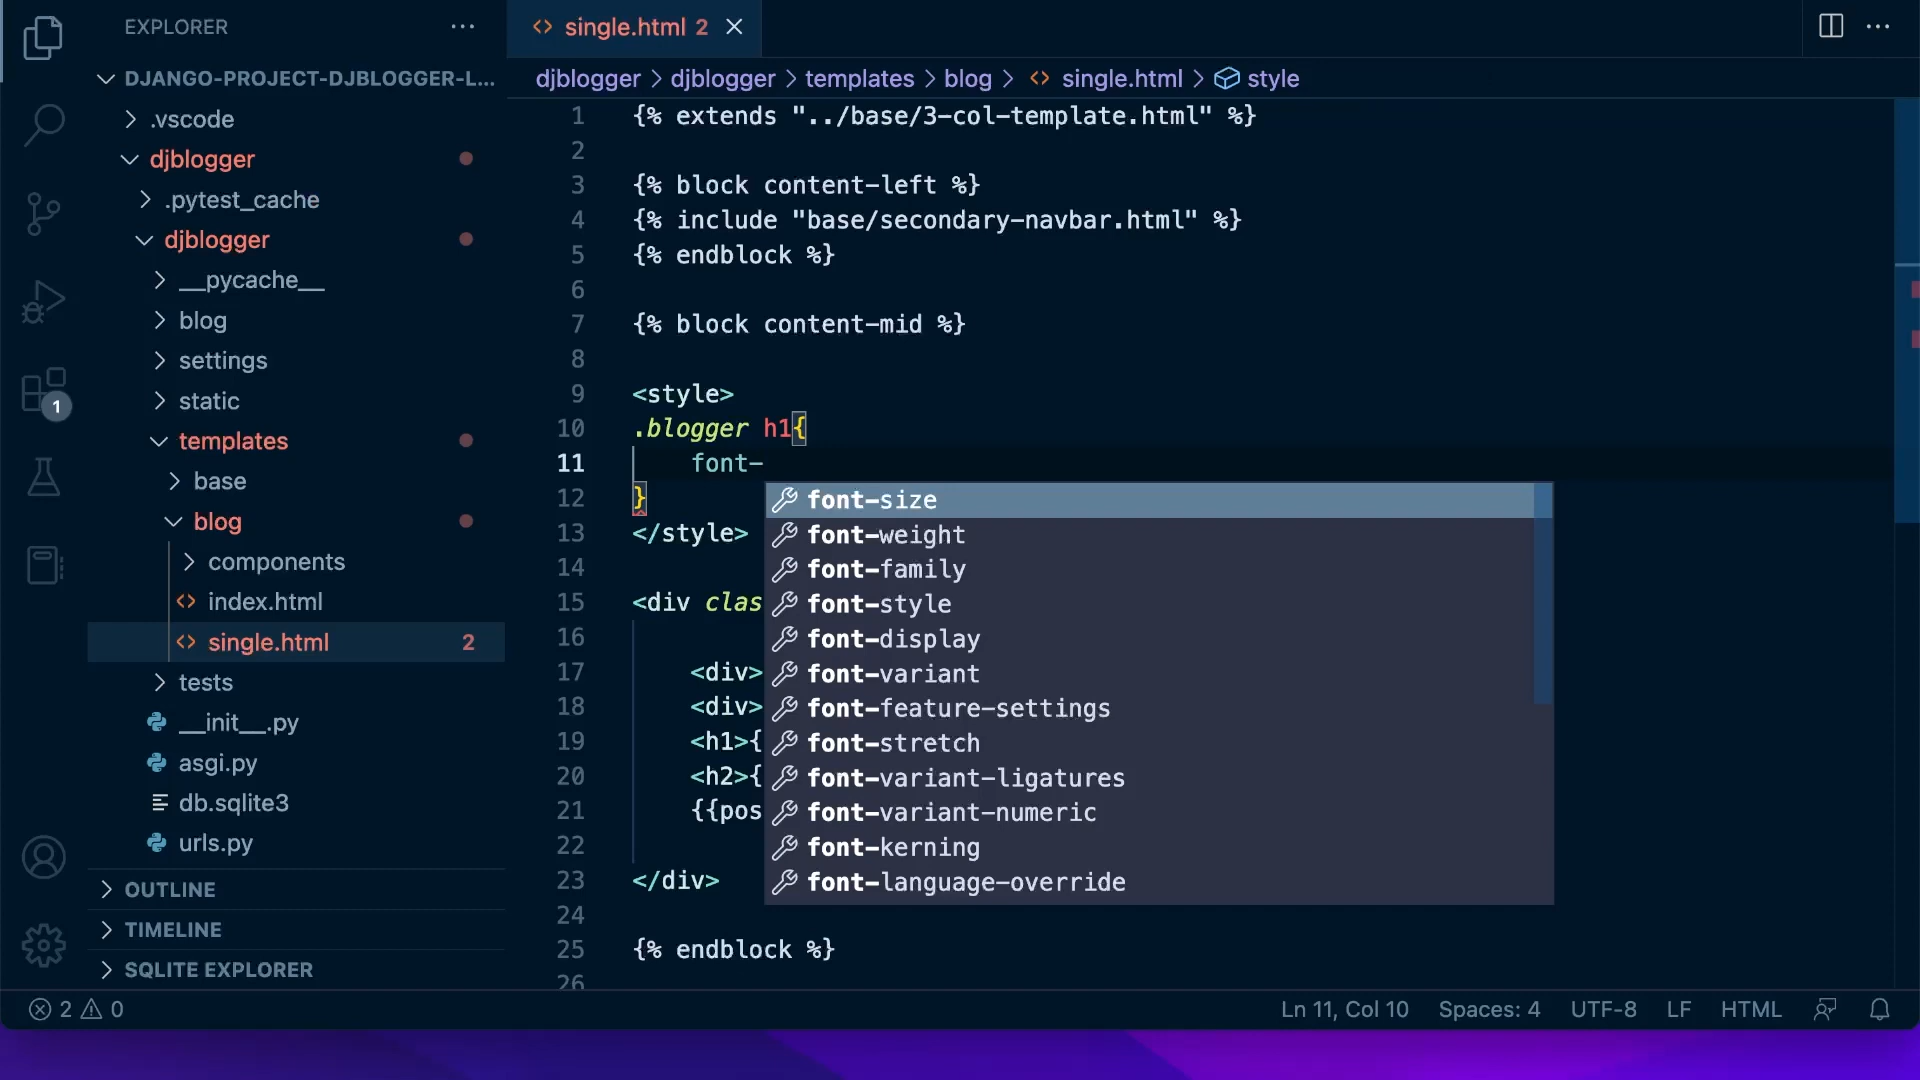 EXPLORER
DJANGO-PROJECT-DJBLOGGER-L...
.vscode
djblogger
.pytest_cache
djblogger
__pycache__
blog
settings
static
templates
base
blog
components
index.html
single.html 2
tests
__init__.py
asgi.py
db.sqlite3
urls.py
OUTLINE
TIMELINE
SQLITE EXPLORER
1
single.html 2
djblogger > djblogger > templates > blog > single.html > style
1 {% extends "../base/3-col-template.html" %}
2
3 {% block content-left %}
4 {% include "base/secondary-navbar.html" %}
5 {% endblock %}
6
7 {% block content-mid %}
8
9 <style>
10 .blogger h1{
11 font-
12 }
13 </style>
14
15 <div clas
16
17 <div>
18 <div>
19 <h1>{
20 <h2>{
21 {{pos
22
23 </div>
24
25 {% endblock %}
26
font-size
font-weight
font-family
font-style
font-display
font-variant
font-feature-settings
font-stretch
font-variant-ligatures
font-variant-numeric
font-kerning
font-language-override
2 0
Ln 11, Col 10 Spaces: 4 UTF-8 LF HTML